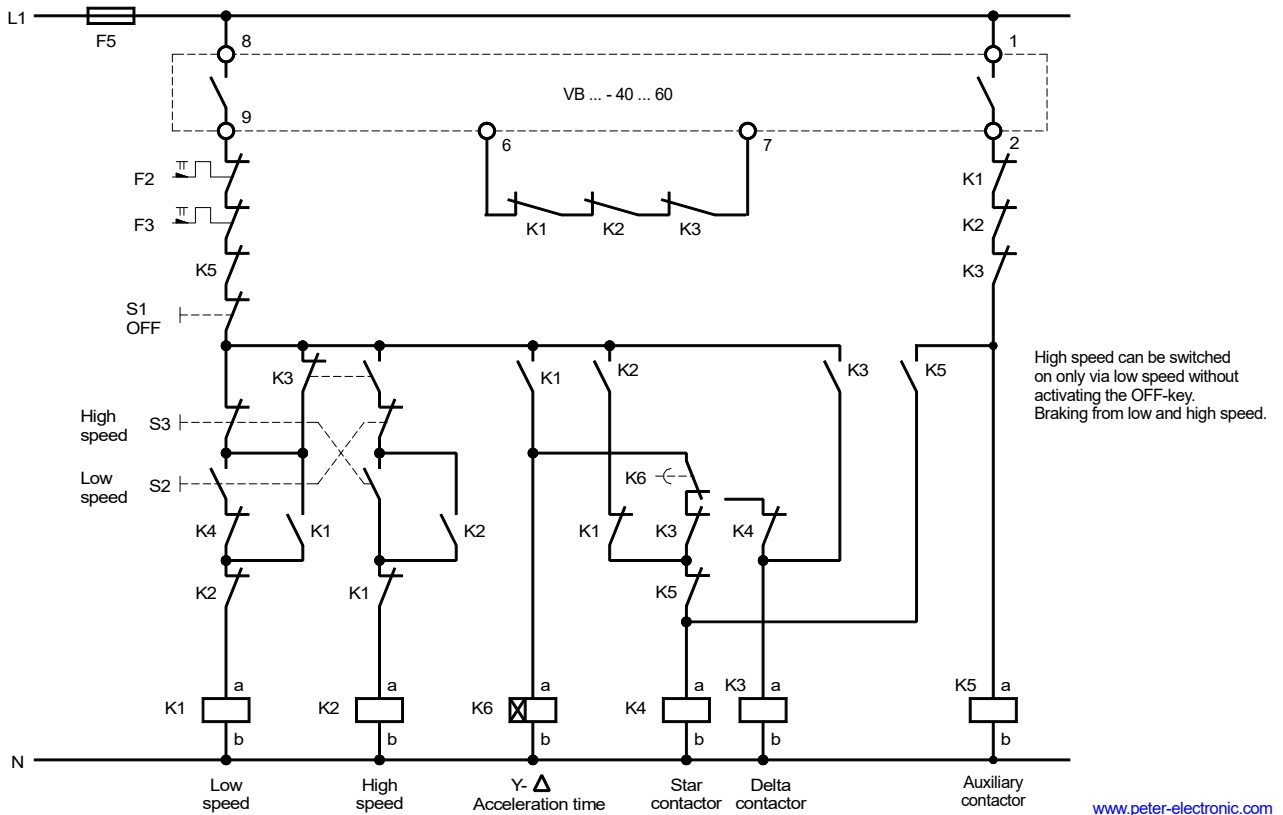 L1
F5
8
1
VB ... - 40 ... 60
9
6
7
2
F2
F3
K5
S1
OFF
K1
K2
K3
K1
K2
K3
K3
K1
K2
K3
K5
High speed can be switched
on only via low speed without
activating the OFF-key.
Braking from low and high speed.
High
speed
S3
Low
speed
S2
K6
K4
K1
K2
K1
K3
K4
K2
K1
K5
K1
a
b
K2
a
b
K6
a
b
K4
a
b
K3
a
b
K5
a
b
N
Low
speed
High
speed
Y- Δ
Acceleration time
Star
contactor
Delta
contactor
Auxiliary
contactor
www.peter-electronic.com